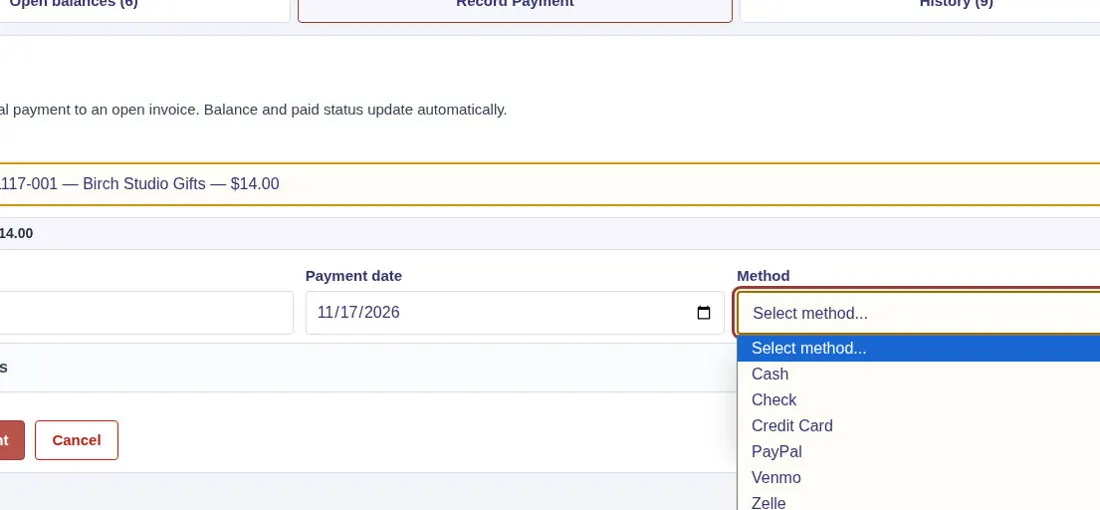 Open balances (6)
Record Payment
History (9)
al payment to an open invoice. Balance and paid status update automatically.
1117-001 — Birch Studio Gifts — $14.00
14.00
Payment date
Method
11/17/2026
Select method...
Select method...
Cash
Check
Credit Card
PayPal
Venmo
Zelle
s
nt
Cancel